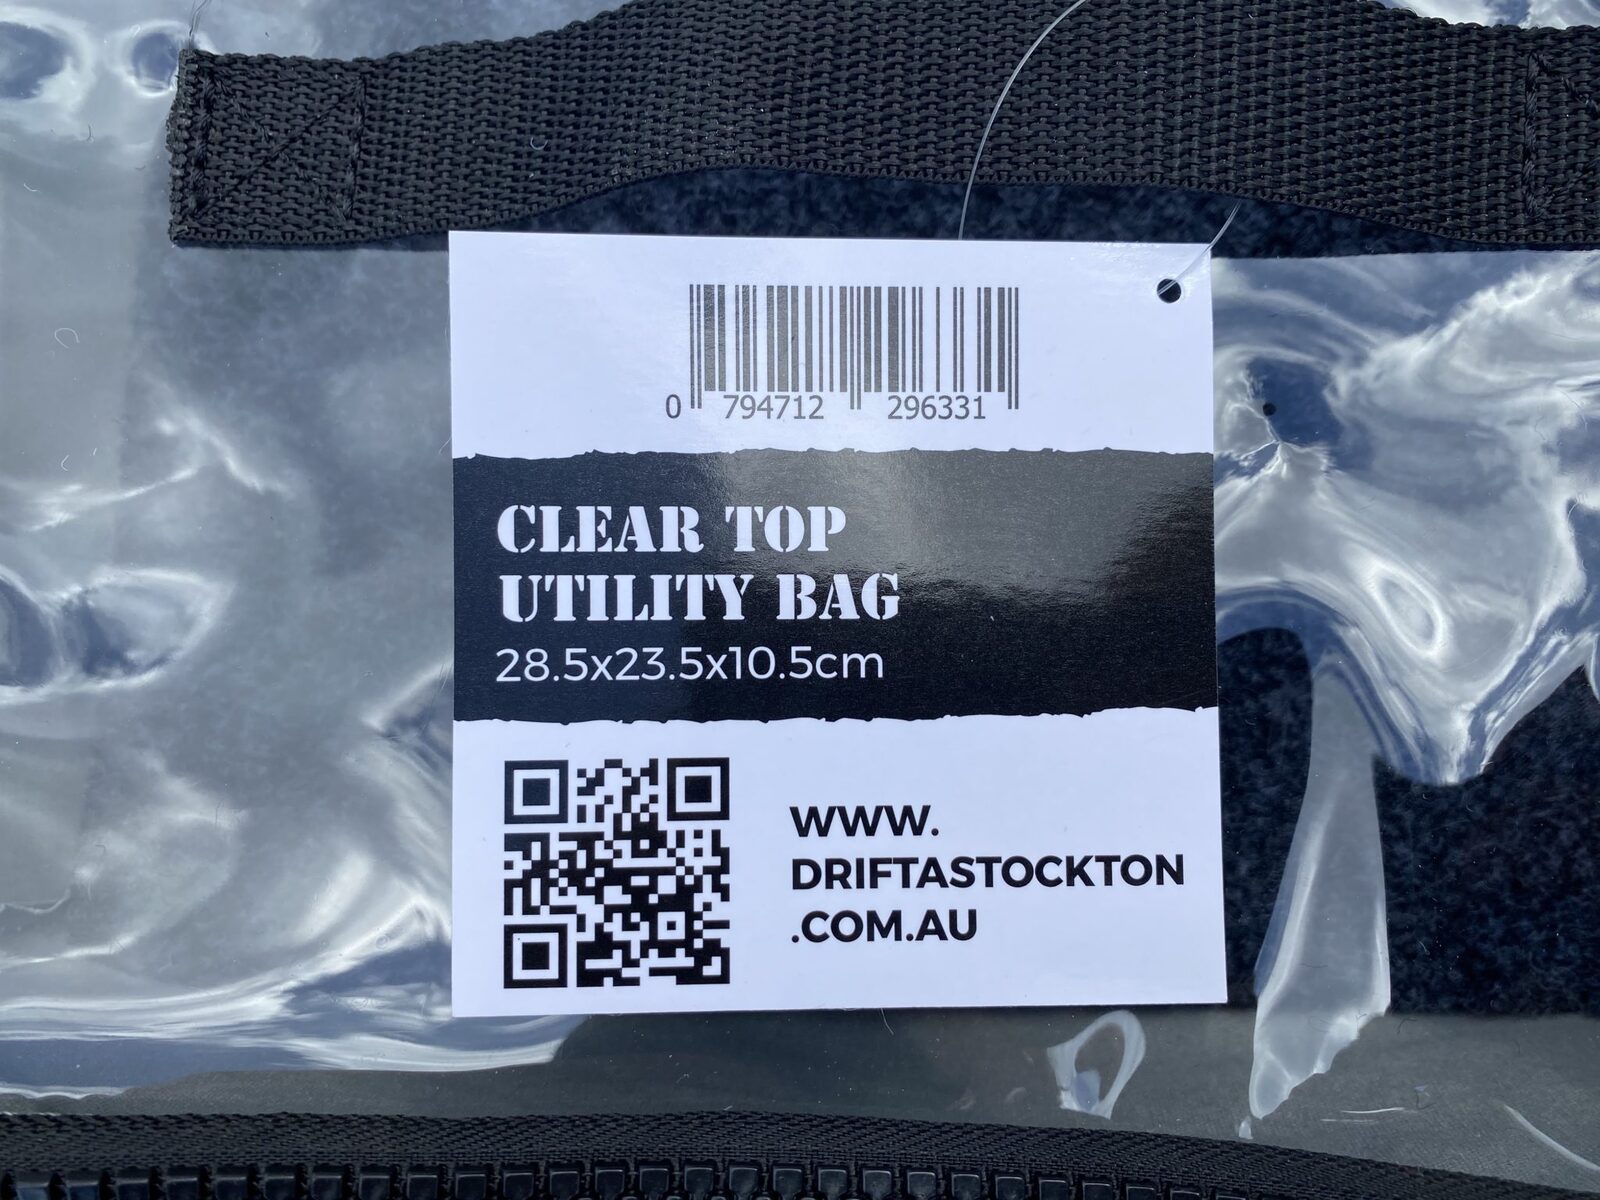 0 794712 296331
CLEAR TOP
UTILITY BAG
28.5x23.5x10.5cm
WWW.
DRIFTASTOCKTON
.COM.AU